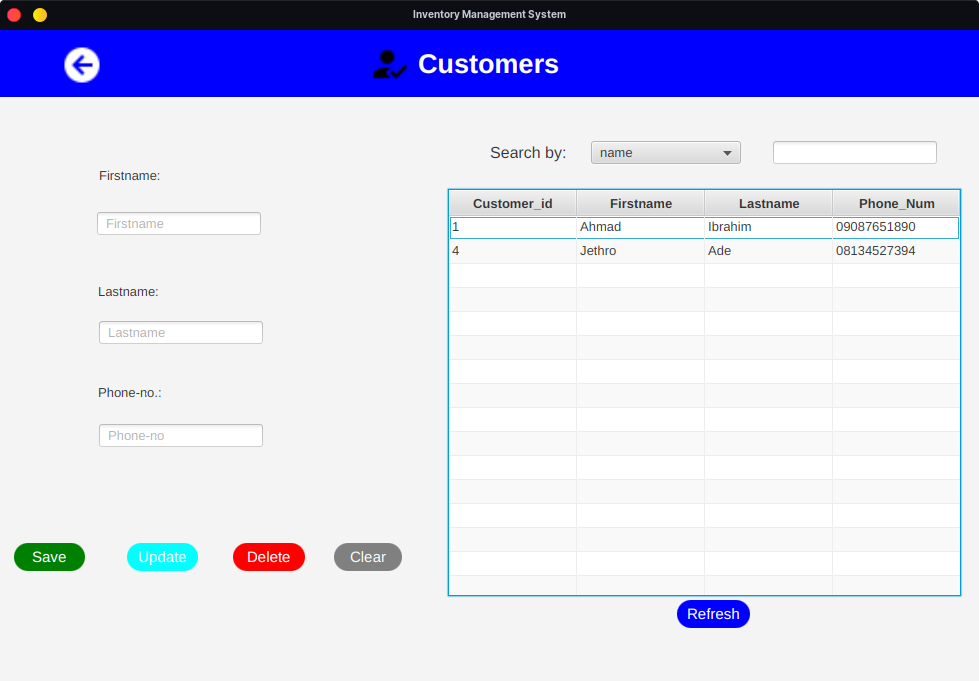 Inventory Management System
Customers
Search by: name
Firstname:
Firstname
Lastname:
Lastname
Phone-no.:
Phone-no
Customer_id Firstname Lastname Phone_Num
1 Ahmad Ibrahim 09087651890
4 Jethro Ade 08134527394
Save Update Delete Clear
Refresh